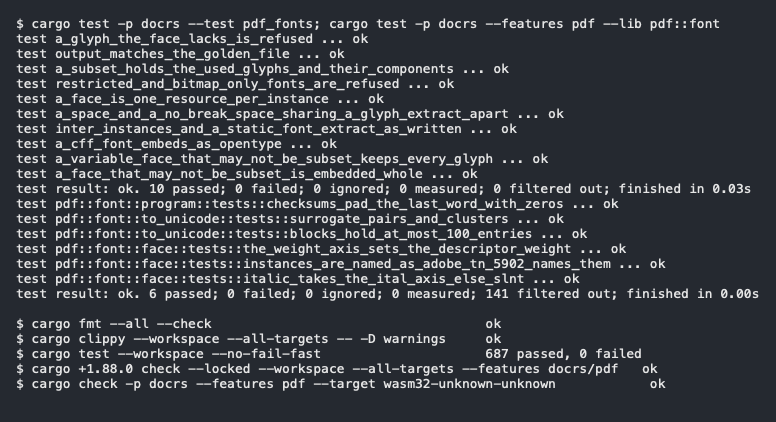 $ cargo test -p docrs --test pdf_fonts; cargo test -p docrs --features pdf --lib pdf::font
test a_glyph_the_face_lacks_is_refused ... ok
test output_matches_the_golden_file ... ok
test a_subset_holds_the_used_glyphs_and_their_components ... ok
test restricted_and_bitmap_only_fonts_are_refused ... ok
test a_face_is_one_resource_per_instance ... ok
test a_space_and_a_no_break_space_sharing_a_glyph_extract_apart ... ok
test inter_instances_and_a_static_font_extract_as_written ... ok
test a_cff_font_embeds_as_opentype ... ok
test a_variable_face_that_may_not_be_subset_keeps_every_glyph ... ok
test a_face_that_may_not_be_subset_is_embedded_whole ... ok
test result: ok. 10 passed; 0 failed; 0 ignored; 0 measured; 0 filtered out; finished in 0.03s
test pdf::font::program::tests::checksums_pad_the_last_word_with_zeros ... ok
test pdf::font::to_unicode::tests::surrogate_pairs_and_clusters ... ok
test pdf::font::to_unicode::tests::blocks_hold_at_most_100_entries ... ok
test pdf::font::face::tests::the_weight_axis_sets_the_descriptor_weight ... ok
test pdf::font::face::tests::instances_are_named_as_adobe_tn_5902_names_them ... ok
test pdf::font::face::tests::italic_takes_the_ital_axis_else_slnt ... ok
test result: ok. 6 passed; 0 failed; 0 ignored; 0 measured; 141 filtered out; finished in 0.00s

$ cargo fmt --all --check ok
$ cargo clippy --workspace --all-targets -- -D warnings ok
$ cargo test --workspace --no-fail-fast 687 passed, 0 failed
$ cargo +1.88.0 check --locked --workspace --all-targets --features docrs/pdf ok
$ cargo check -p docrs --features pdf --target wasm32-unknown-unknown ok